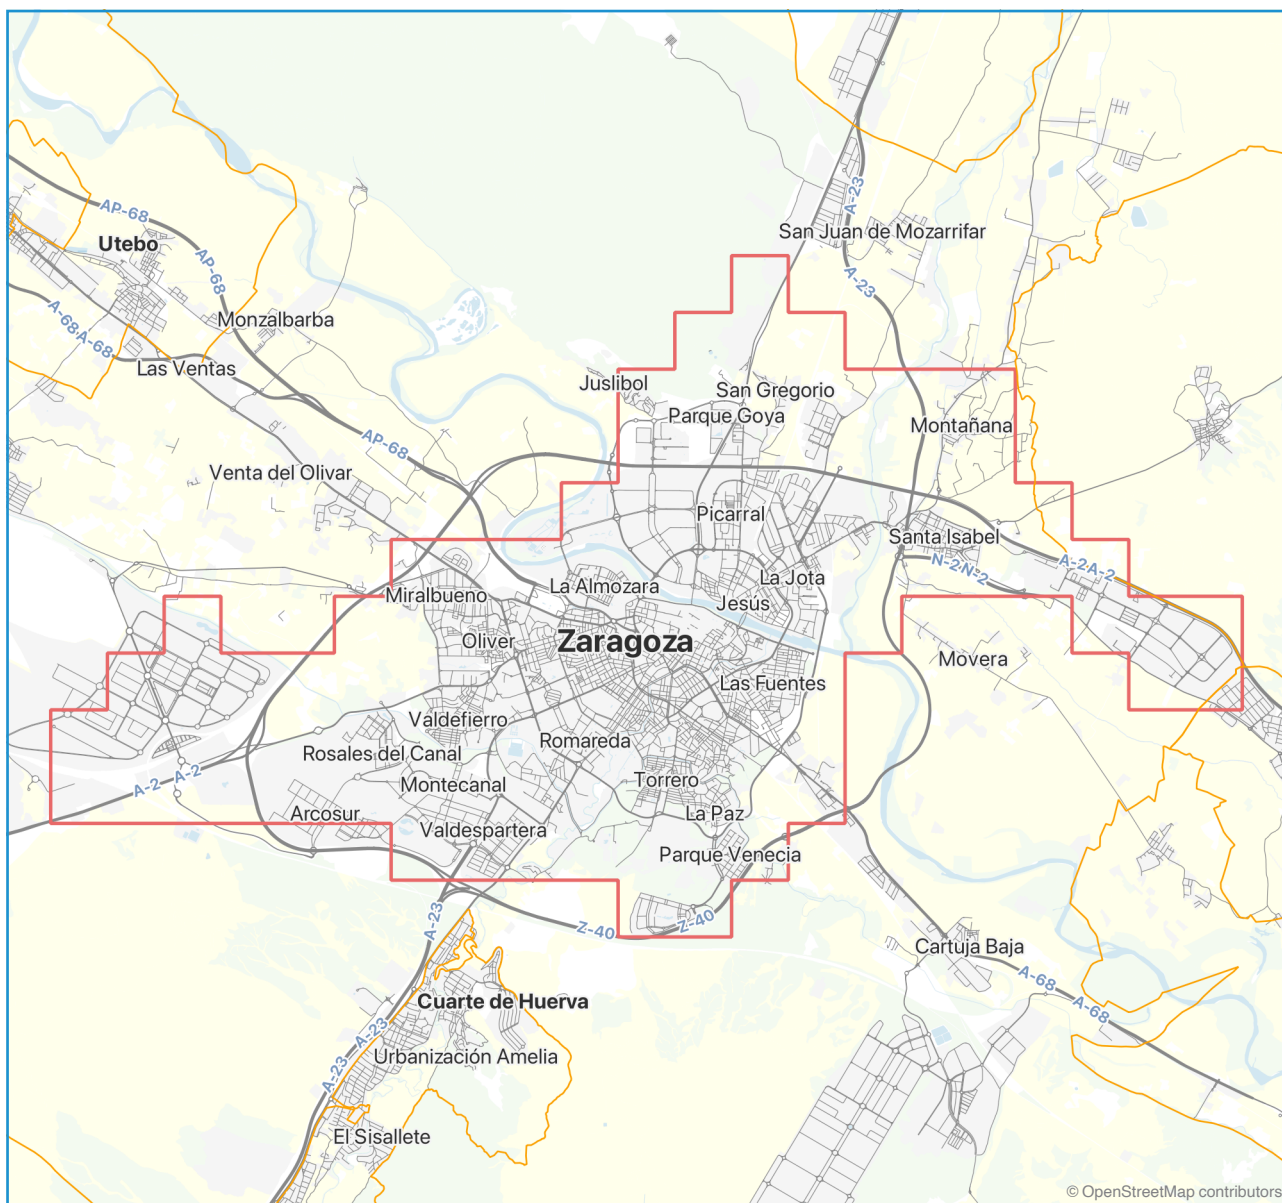 A-23
San Juan de Mozarrifar
AP-68
Utebo
AP-68
A-23
A-68
A-68
Monzalbarba
Las Ventas
Juslibol
San Gregorio
Parque Goya
Montañana
AP-68
Venta del Olivar
Picarral
Santa Isabel
A-2
A-2
N-2
N-2
La Jota
La Almozara
Miralbueno
Jesús
Oliver
Zaragoza
Movera
Las Fuentes
Valdefierro
Romareda
Rosales del Canal
A-2
A-2
Montecanal
Torrero
Arcosur
La Paz
Valdespartera
Parque Venecia
A-23
Z-40
Z-40
Cartuja Baja
A-68
A-68
Cuarte de Huerva
A-23
A-23
Urbanización Amelia
El Sisallete
© OpenStreetMap contributors